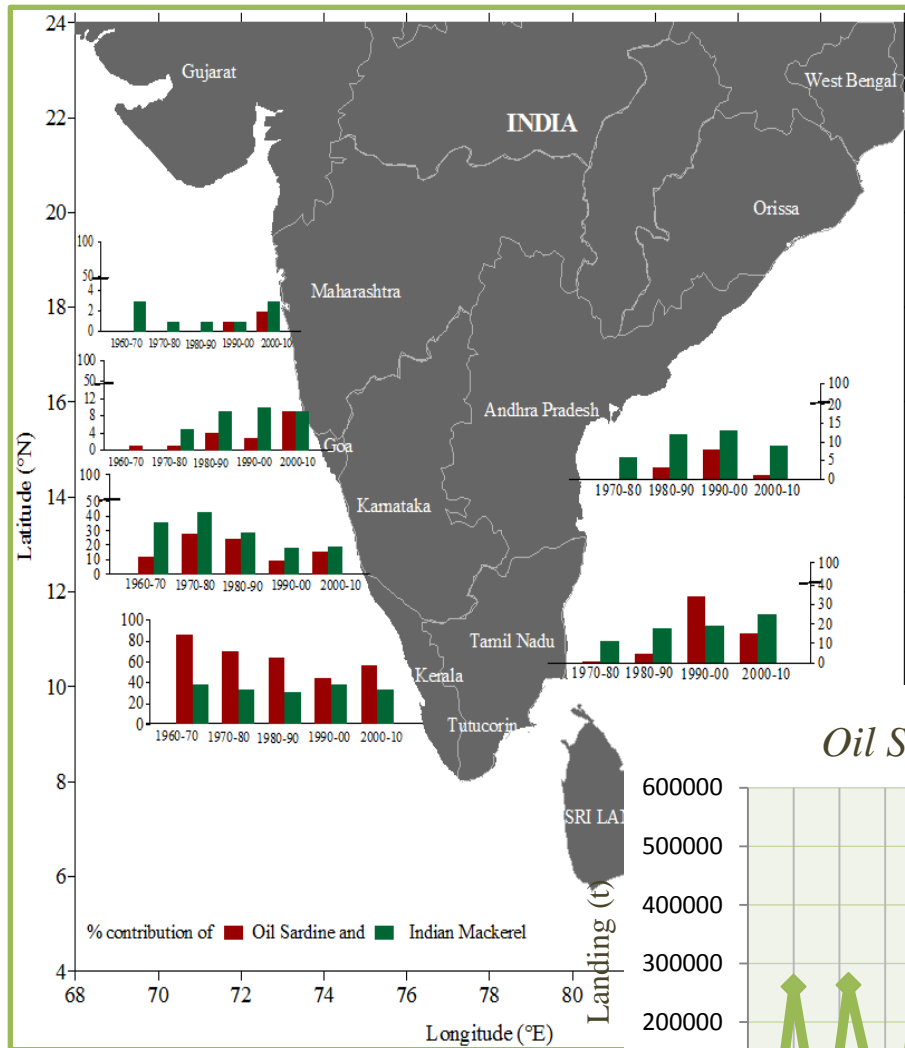 24
22
20
18
16
14
12
10
8
6
4
Latitude (°N)
Gujarat
West Bengal
INDIA
Orissa
Maharashtra
Andhra Pradesh
Goa
Karnataka
Tamil Nadu
Kerala
Tutucorin
SRI LA
100
50
4
2
0
1960-70 1970-80 1980-90 1990-00 2000-10
100
50
12
8
4
0
1960-70 1970-80 1980-90 1990-00 2000-10
100
50
40
30
20
10
0
1960-70 1970-80 1980-90 1990-00 2000-10
100
80
60
40
20
0
1960-70 1970-80 1980-90 1990-00 2000-10
100
20
15
10
5
0
1970-80 1980-90 1990-00 2000-10
100
40
30
20
10
0
1970-80 1980-90 1990-00 2000-10
% contribution of Oil Sardine and Indian Mackerel
68 70 72 74 76 78 80
Longitude (°E)
Oil S
600000
500000
400000
300000
200000
Landing (t)